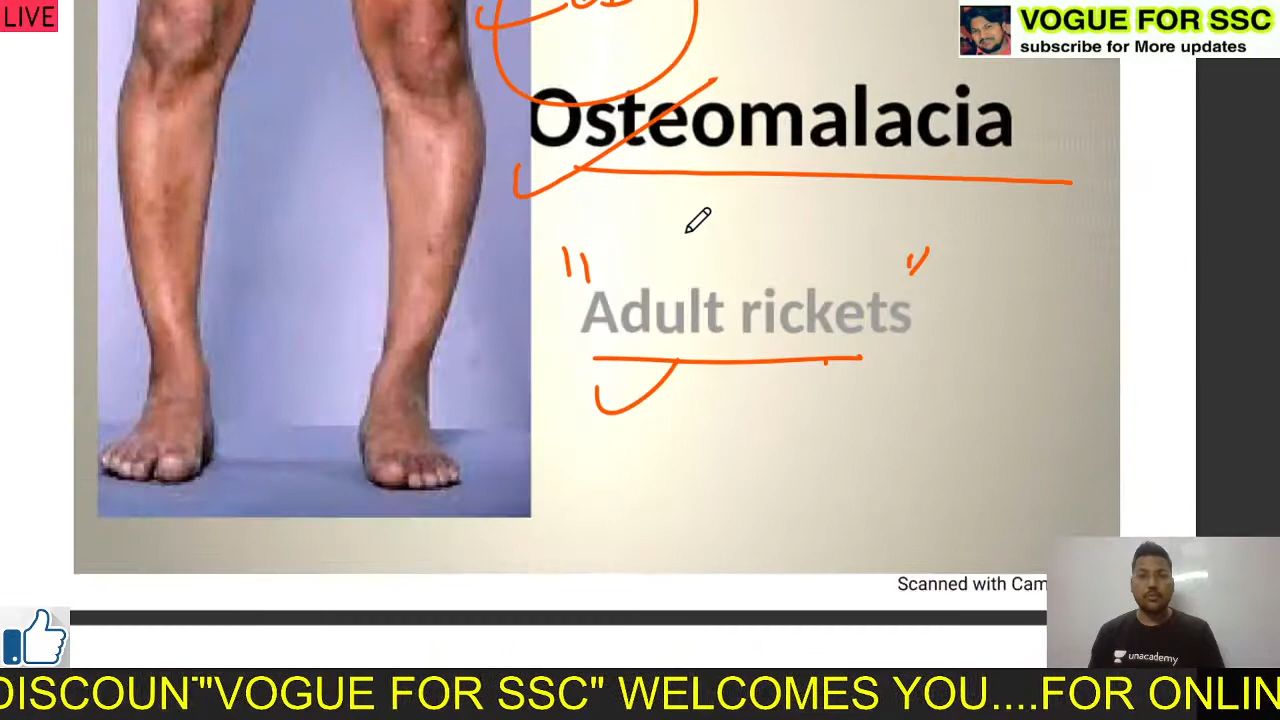 LIVE
VOGUE FOR SSC
subscribe for More updates
Osteomalacia
"Adult rickets"
Scanned with Cam
unacademy
DISCOUN""VOGUE FOR SSC" WELCOMES YOU....FOR ONLIN